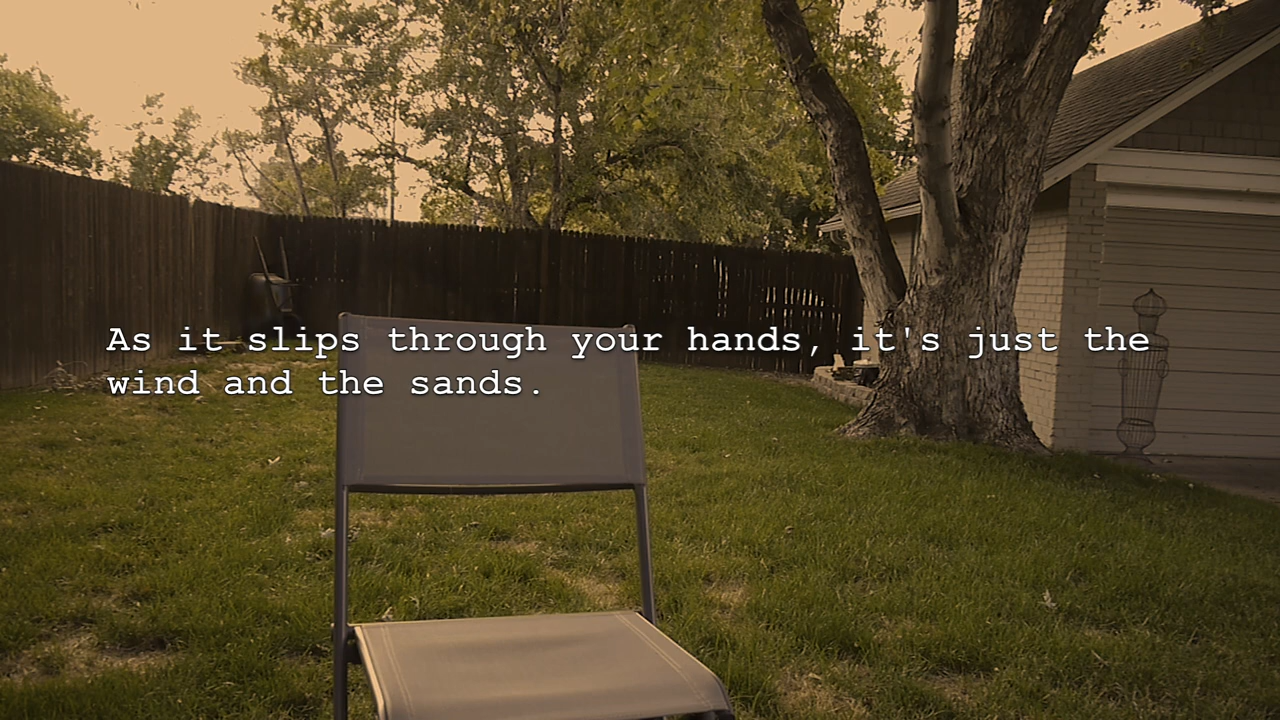 As it slips through your hands, it's just the
wind and the sands.